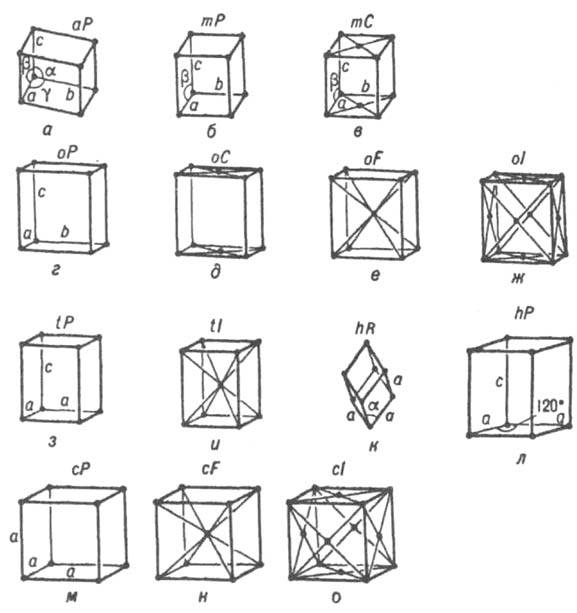 aP mP mC
c β α a γ b
c β a b
c β a b
а б в
oP oC oF oI
c a b
г д е ж
tP tI hR hP
c a a
a α a a
c a 120° a
з и к л
cP cF cI
a a a
м н о